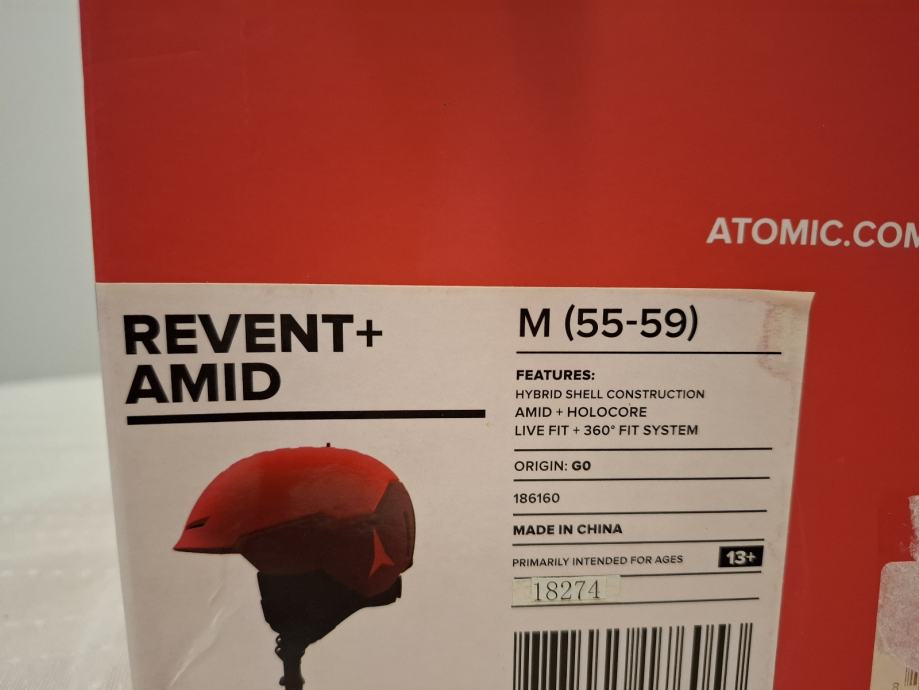 ATOMIC.COM
REVENT+
AMID
M (55-59)
FEATURES:
HYBRID SHELL CONSTRUCTION
AMID + HOLOCORE
LIVE FIT + 360° FIT SYSTEM
ORIGIN: G0
186160
MADE IN CHINA
PRIMARILY INTENDED FOR AGES 13+
18274